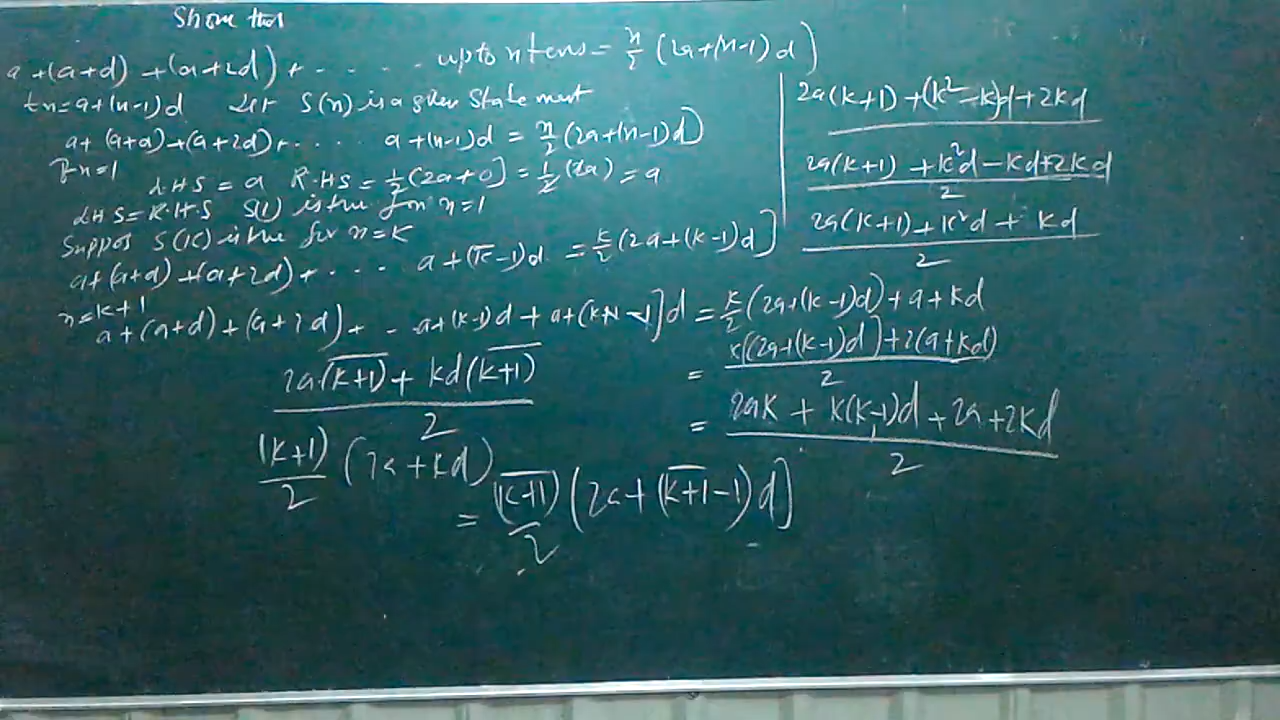 Show that
a + (a+d) + (a+2d) + ..... upto n terms = n/2 (2a+(n-1)d)
tn = a+(n-1)d Let S(n) is a given Statement
a + (a+d) + (a+2d) + .... a+(n-1)d = n/2 (2a+(n-1)d)
If n=1
LHS = a R.HS = 1/2 (2a+0] = 1/2 (2a) = a
LHS = R.H.S S(1) is true for n=1
Suppos S(K) is true for n=K
a+(a+d)+(a+2d)+ .... a+(K-1)d = K/2 (2a+(K-1)d]
n=K+1
a+(a+d)+(a+2d)+ .. a+(K-1)d + a+(K+1-1]d = K/2 (2a+(K-1)d) + a+Kd
= K[(2a+(K-1)d]+2(a+Kd) / 2
= 2aK + K(K-1)d + 2a+2Kd / 2
2a(K+1) + (K²-K)d + 2Kd
2a(K+1) + K²d - Kd+2Kd / 2
2a(K+1) + K²d + Kd / 2
2a(K+1) + Kd(K+1) / 2
(K+1)/2 (2a+Kd)
= (K+1)/2 (2a+(K+1-1)d]